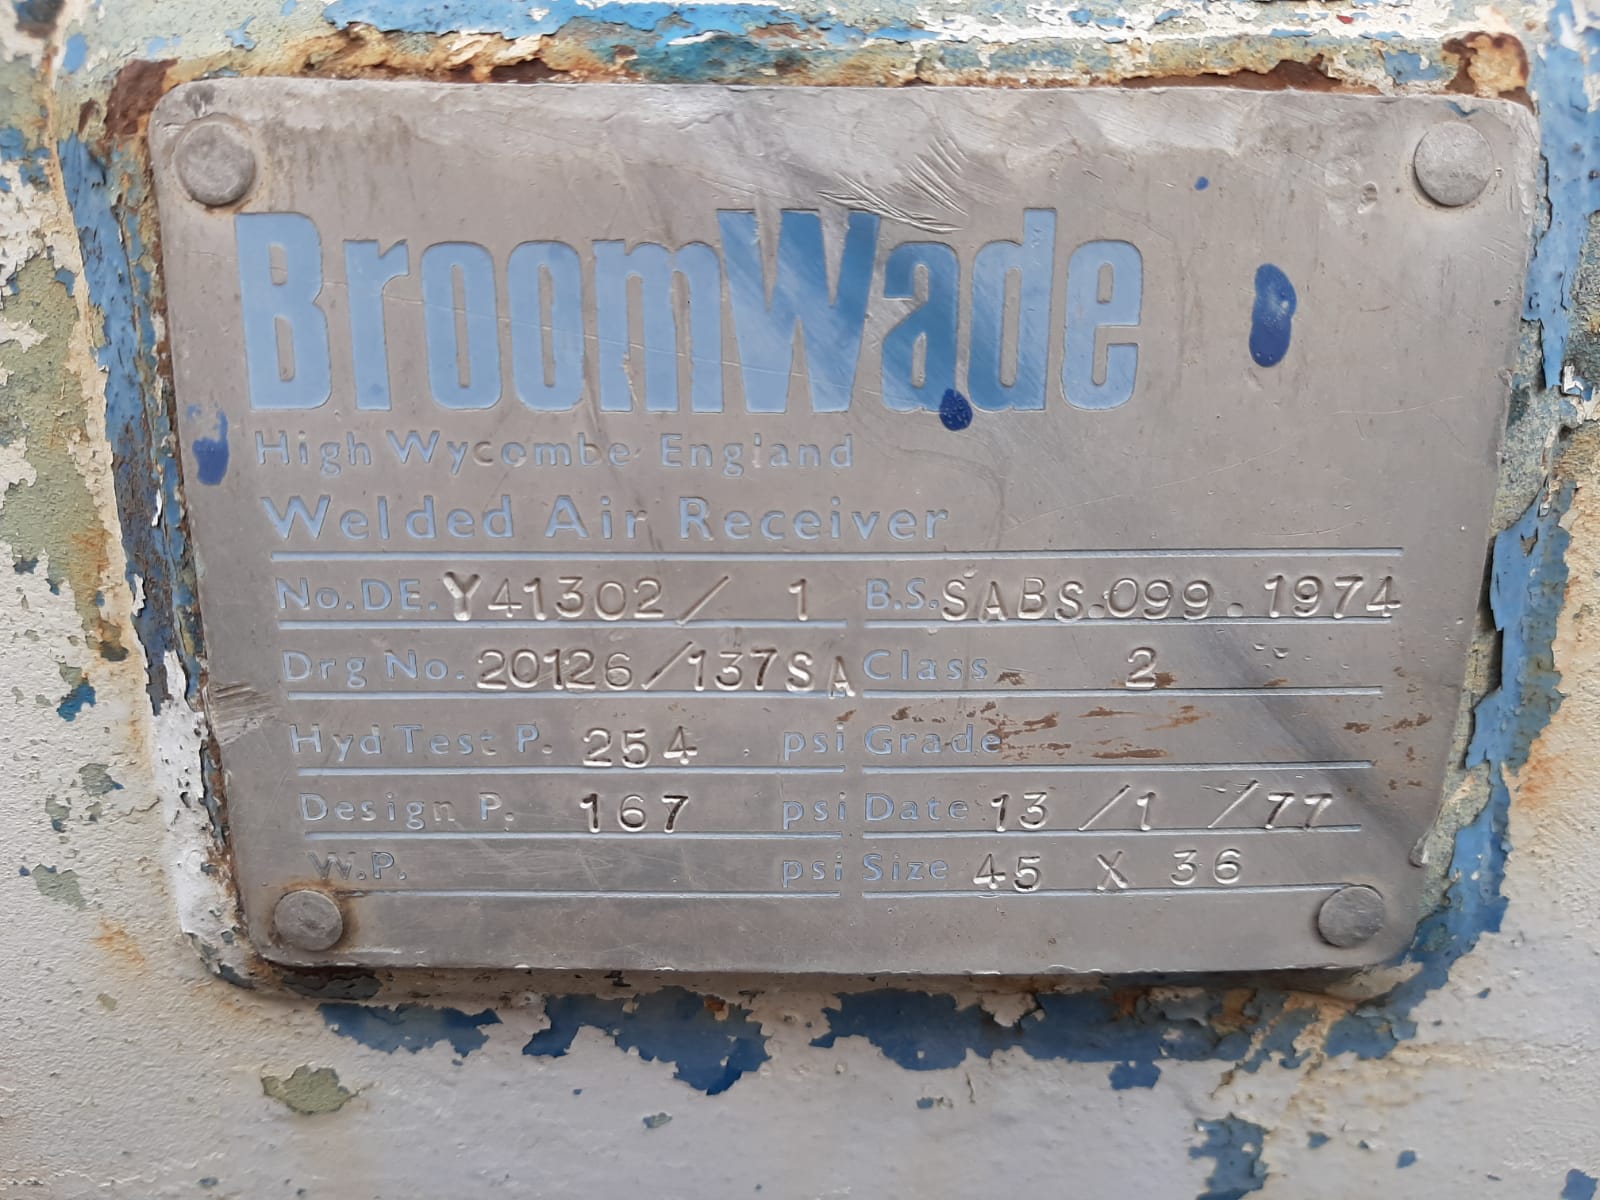 BroomWade
High Wycombe England
Welded Air Receiver
No. DE. Y41302 / 1 B.S. SABS.099.1974
Drg No. 20126/137SA Class 2
Hyd Test P. 254 psi Grade
Design P. 167 psi Date 13 / 1 / 77
W.P. psi Size 45 X 36